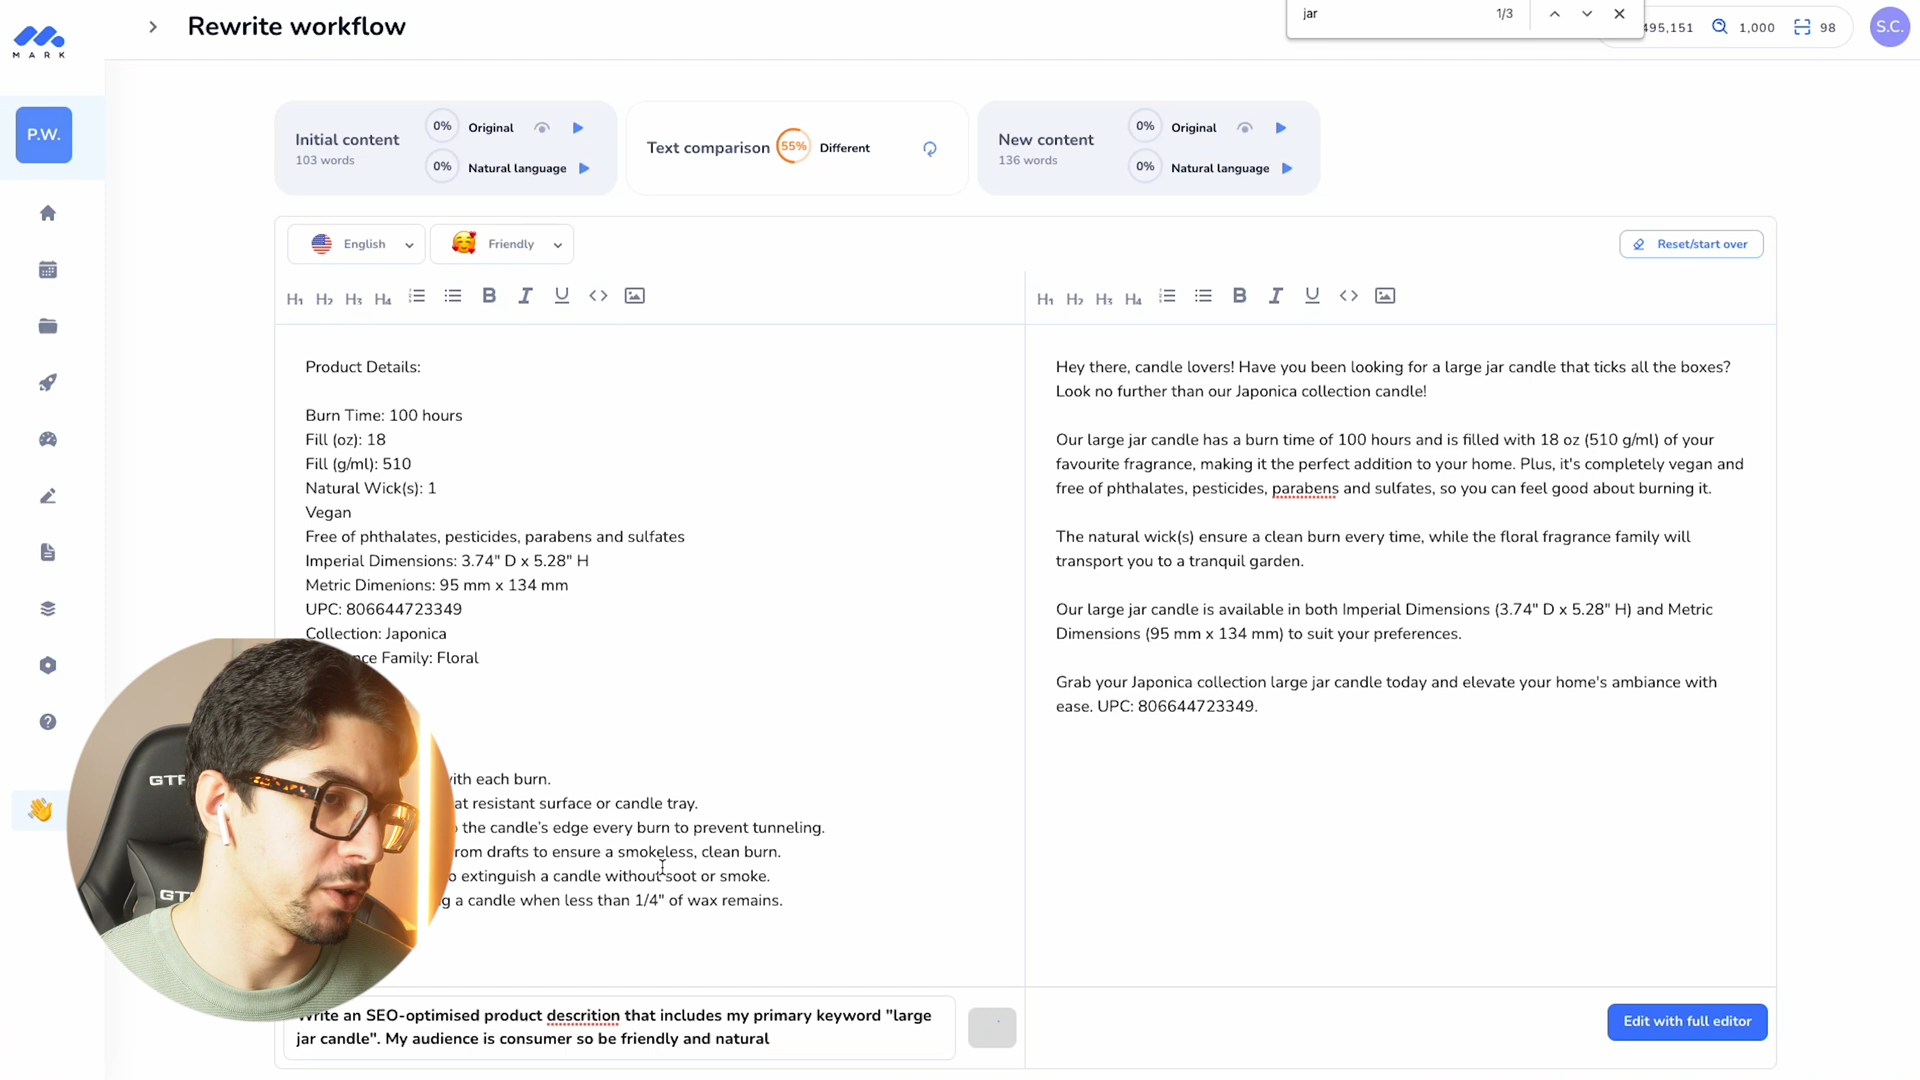 Rewrite workflow
jar
1/3
495,151
1,000
98
S.C.
MARK
P.W.
Initial content
103 words
0%
Original
0%
Natural language
Text comparison
55%
Different
New content
136 words
0%
Original
0%
Natural language
English
Friendly
Reset/start over
H1 H2 H3 H4 B I U
H1 H2 H3 H4 B I U
Product Details:
Burn Time: 100 hours
Fill (oz): 18
Fill (g/ml): 510
Natural Wick(s): 1
Vegan
Free of phthalates, pesticides, parabens and sulfates
Imperial Dimensions: 3.74" D x 5.28" H
Metric Dimenions: 95 mm x 134 mm
UPC: 806644723349
Collection: Japonica
Family: Floral
with each burn.
resistant surface or candle tray.
the candle's edge every burn to prevent tunneling.
from drafts to ensure a smokeless, clean burn.
extinguish a candle without soot or smoke.
a candle when less than 1/4" of wax remains.
Hey there, candle lovers! Have you been looking for a large jar candle that ticks all the boxes?
Look no further than our Japonica collection candle!
Our large jar candle has a burn time of 100 hours and is filled with 18 oz (510 g/ml) of your
favourite fragrance, making it the perfect addition to your home. Plus, it's completely vegan and
free of phthalates, pesticides, parabens and sulfates, so you can feel good about burning it.
The natural wick(s) ensure a clean burn every time, while the floral fragrance family will
transport you to a tranquil garden.
Our large jar candle is available in both Imperial Dimensions (3.74" D x 5.28" H) and Metric
Dimensions (95 mm x 134 mm) to suit your preferences.
Grab your Japonica collection large jar candle today and elevate your home's ambiance with
ease. UPC: 806644723349.
Write an SEO-optimised product descrition that includes my primary keyword "large
jar candle". My audience is consumer so be friendly and natural
Edit with full editor